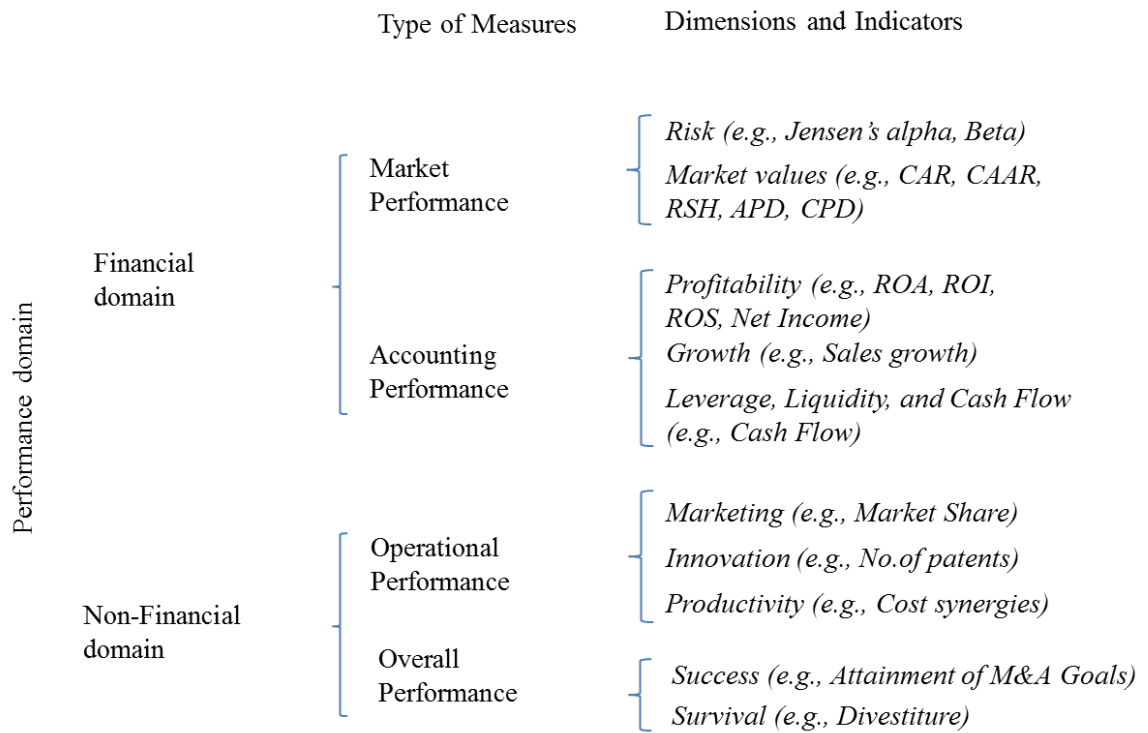 Type of Measures
Dimensions and Indicators
Performance domain
Financial
domain
Market
Performance
Risk (e.g., Jensen’s alpha, Beta)
Market values (e.g., CAR, CAAR,
RSH, APD, CPD)
Accounting
Performance
Profitability (e.g., ROA, ROI,
ROS, Net Income)
Growth (e.g., Sales growth)
Leverage, Liquidity, and Cash Flow
(e.g., Cash Flow)
Non-Financial
domain
Operational
Performance
Marketing (e.g., Market Share)
Innovation (e.g., No.of patents)
Productivity (e.g., Cost synergies)
Overall
Performance
Success (e.g., Attainment of M&A Goals)
Survival (e.g., Divestiture)